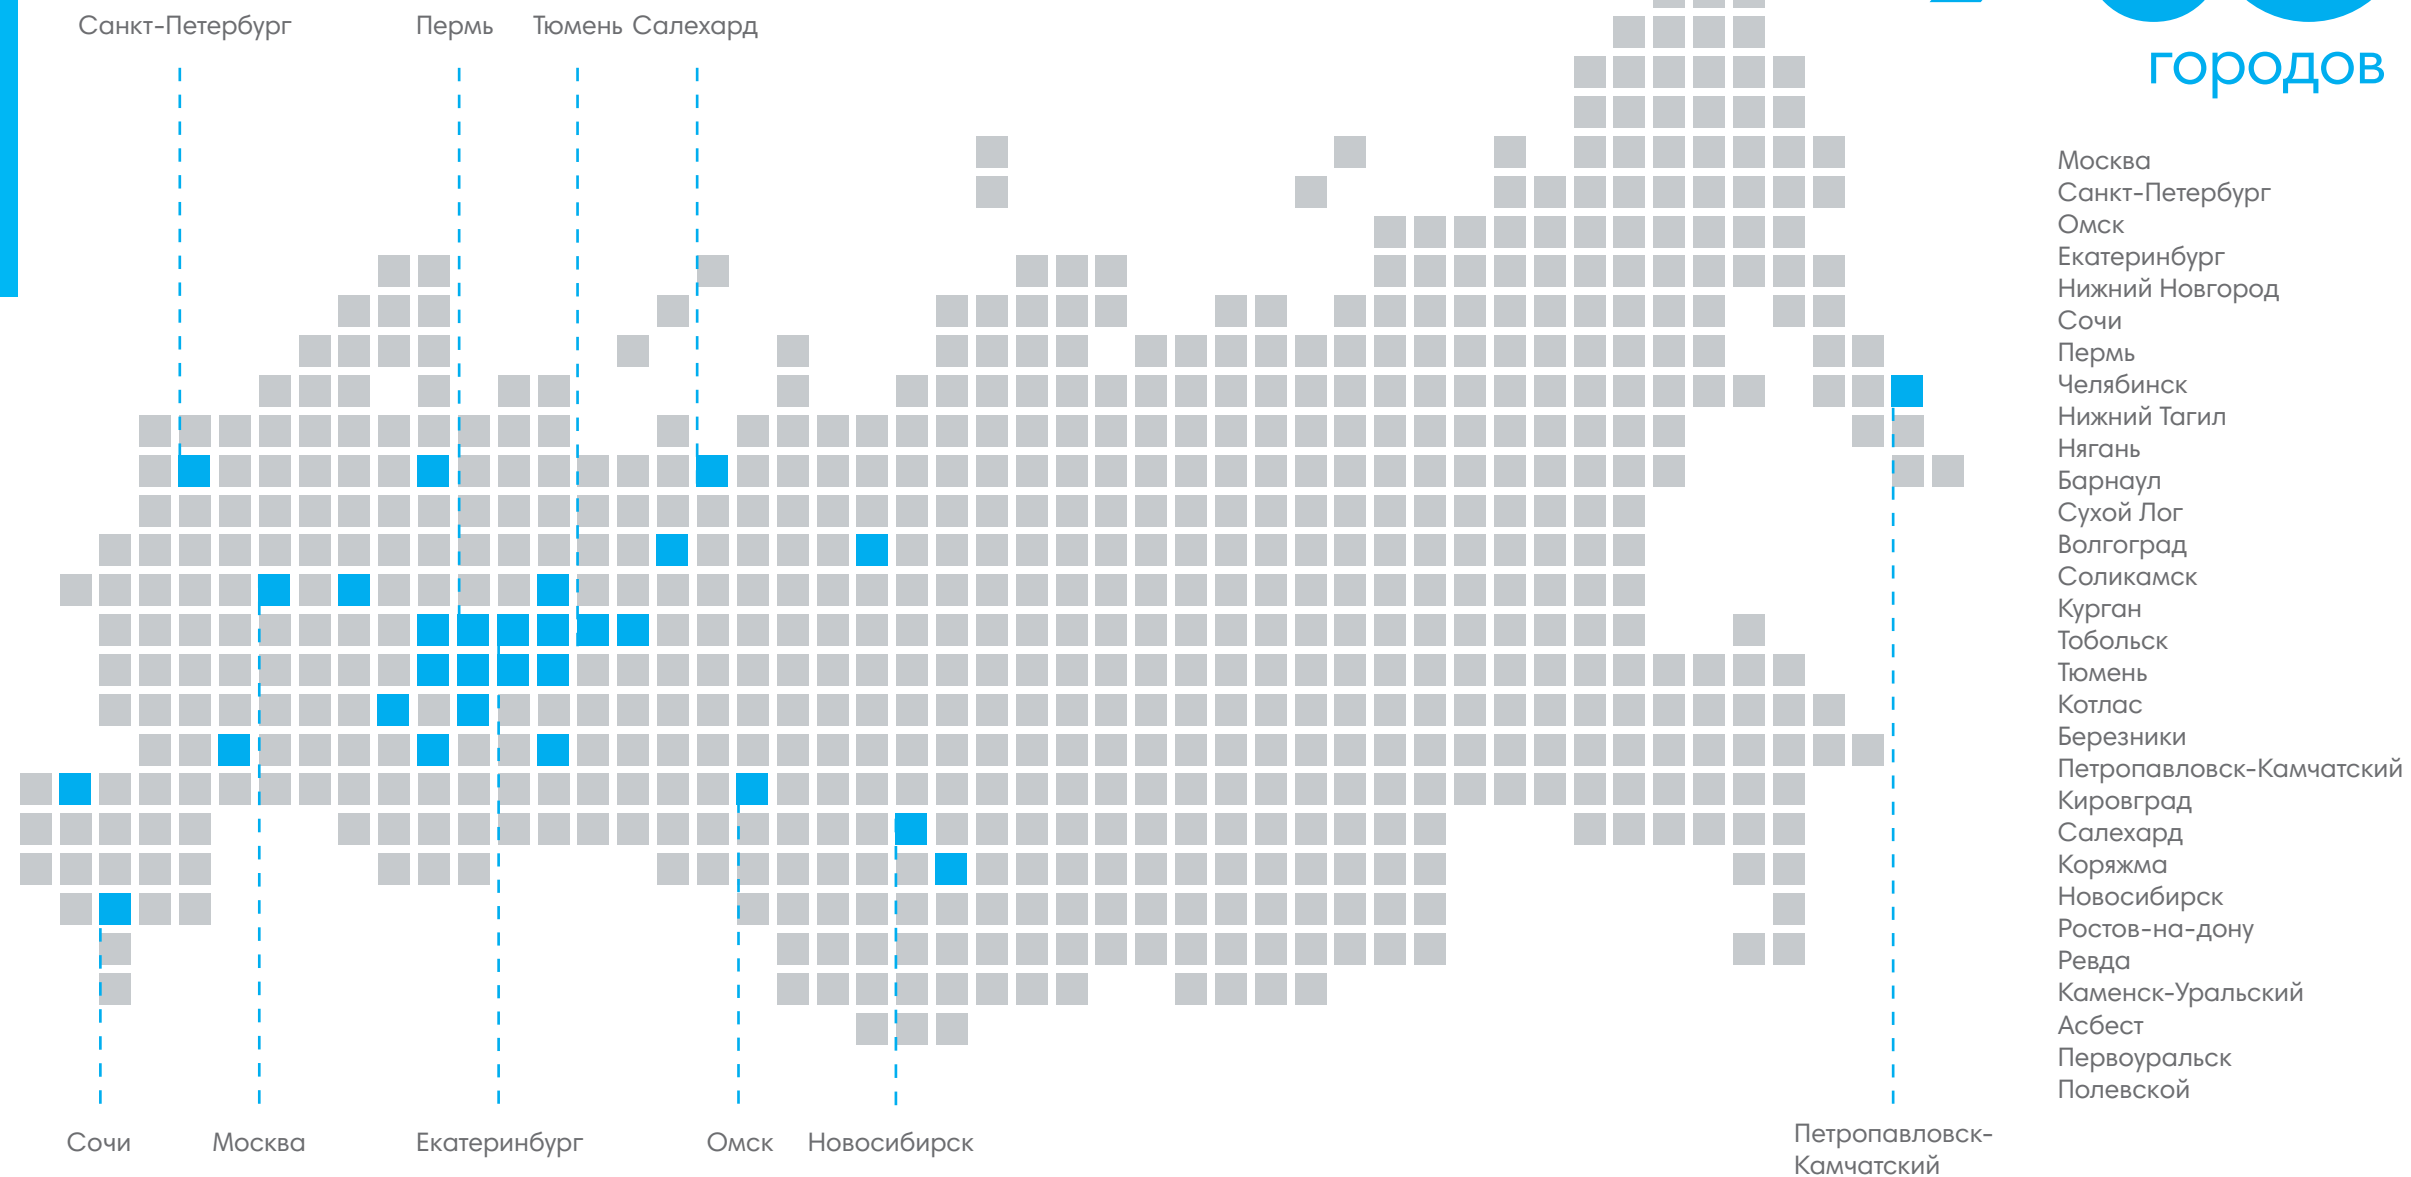 Санкт-Петербург Пермь Тюмень Салехард
городов
Москва
Санкт-Петербург
Омск
Екатеринбург
Нижний Новгород
Сочи
Пермь
Челябинск
Нижний Тагил
Нягань
Барнаул
Сухой Лог
Волгоград
Соликамск
Курган
Тобольск
Тюмень
Котлас
Березники
Петропавловск-Камчатский
Кировград
Салехард
Коряжма
Новосибирск
Ростов-на-дону
Ревда
Каменск-Уральский
Асбест
Первоуральск
Полевской
Сочи Москва Екатеринбург Омск Новосибирск
Петропавловск-
Камчатский